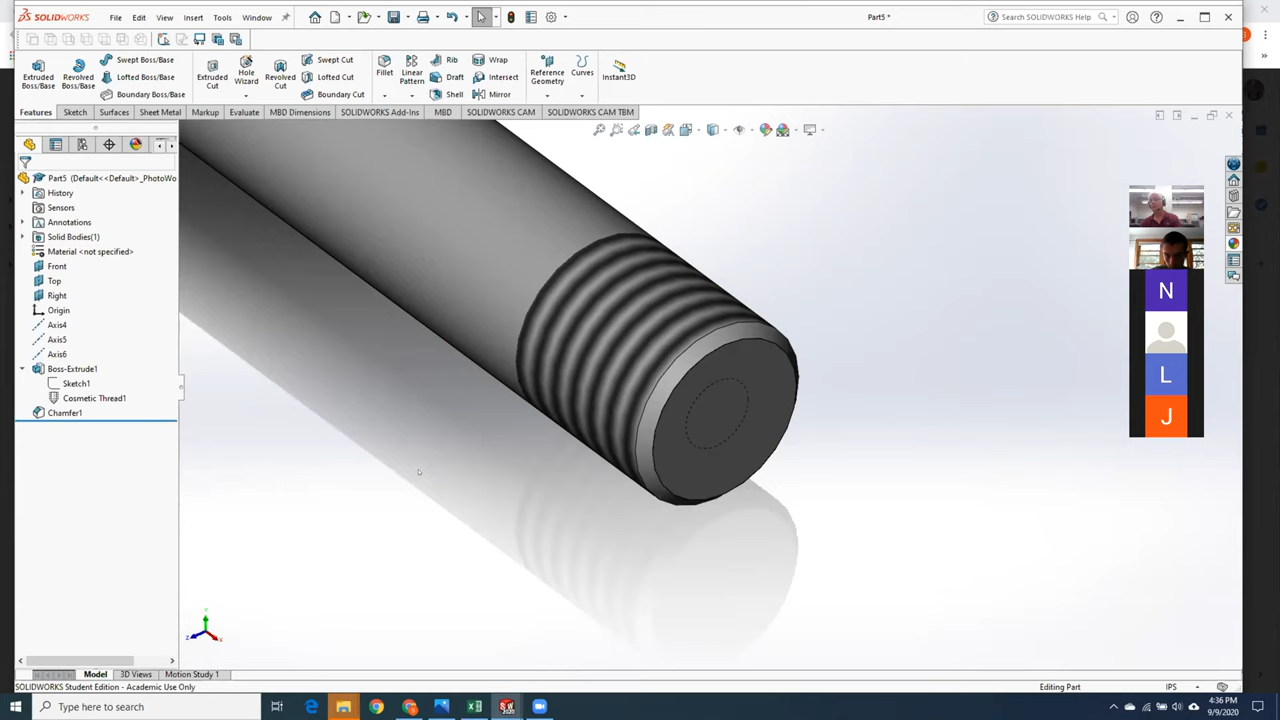 SOLIDWORKS File Edit View Insert Tools Window Part5 * Search SOLIDWORKS Help
Extruded Boss/Base
Revolved Boss/Base
Swept Boss/Base
Lofted Boss/Base
Boundary Boss/Base
Extruded Cut
Hole Wizard
Revolved Cut
Swept Cut
Lofted Cut
Boundary Cut
Fillet
Linear Pattern
Rib
Draft
Shell
Wrap
Intersect
Mirror
Reference Geometry
Curves
Instant3D
Features Sketch Surfaces Sheet Metal Markup Evaluate MBD Dimensions SOLIDWORKS Add-Ins MBD SOLIDWORKS CAM SOLIDWORKS CAM TBM
Part5 (Default<<Default>_PhotoWo
History
Sensors
Annotations
Solid Bodies(1)
Material <not specified>
Front
Top
Right
Origin
Axis4
Axis5
Axis6
Boss-Extrude1
Sketch1
Cosmetic Thread1
Chamfer1
N
L
J
Y
Z
X
Model 3D Views Motion Study 1
SOLIDWORKS Student Edition - Academic Use Only Editing Part IPS
Type here to search
4:36 PM
9/9/2020